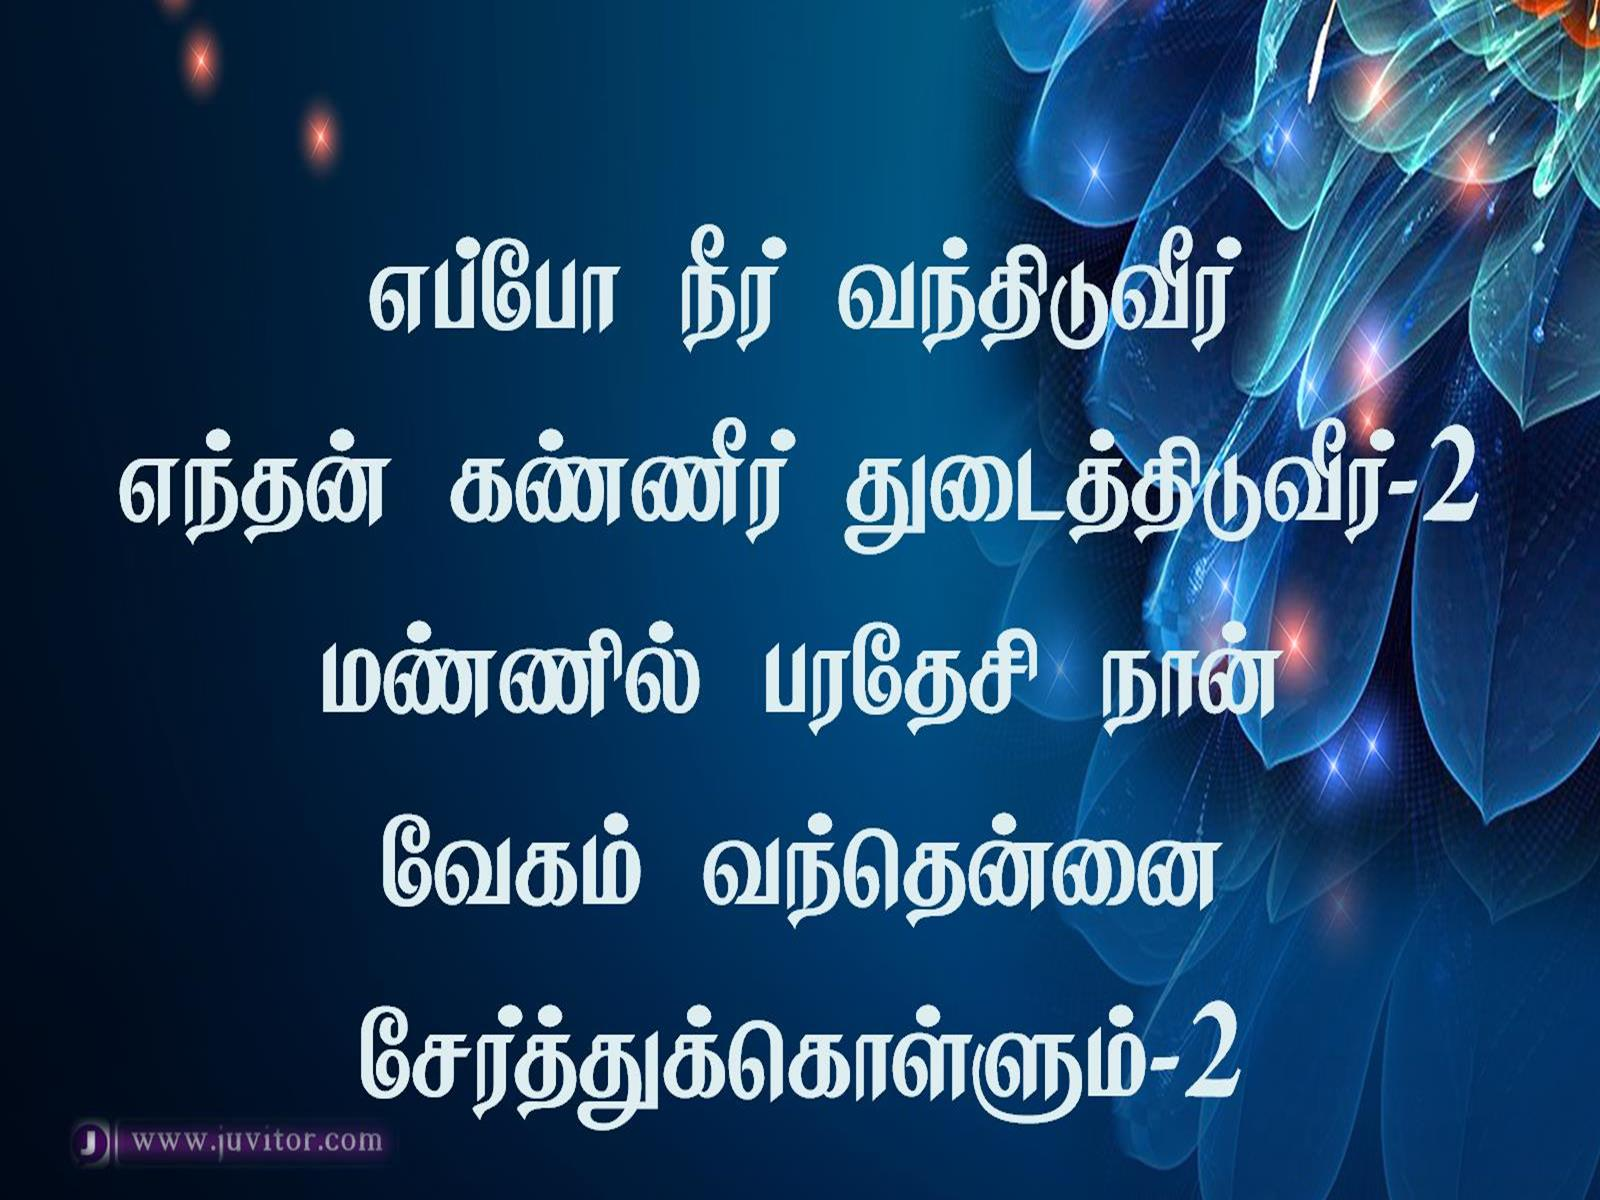 எப்போ நீர் வந்திடுவீர்
எந்தன் கண்ணீர் துடைத்திடுவீர்-2
மண்ணில் பரதேசி நான்
வேகம் வந்தென்னை
சேர்த்துக்கொள்ளும்-2
J www.juvitor.com